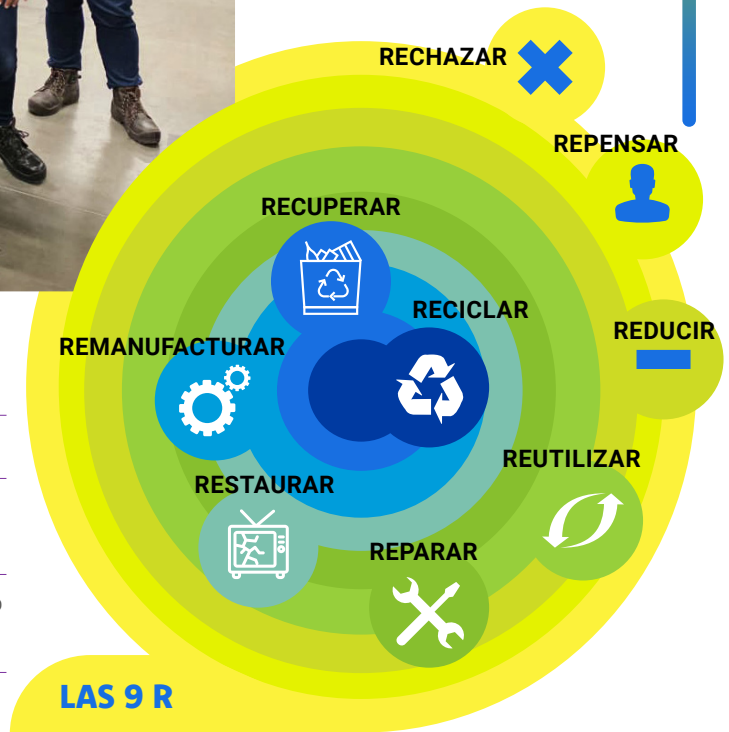 RECHAZAR
REPENSAR
RECUPERAR
RECICLAR
REDUCIR
REMANUFACTURAR
REUTILIZAR
RESTAURAR
REPARAR
LAS 9 R